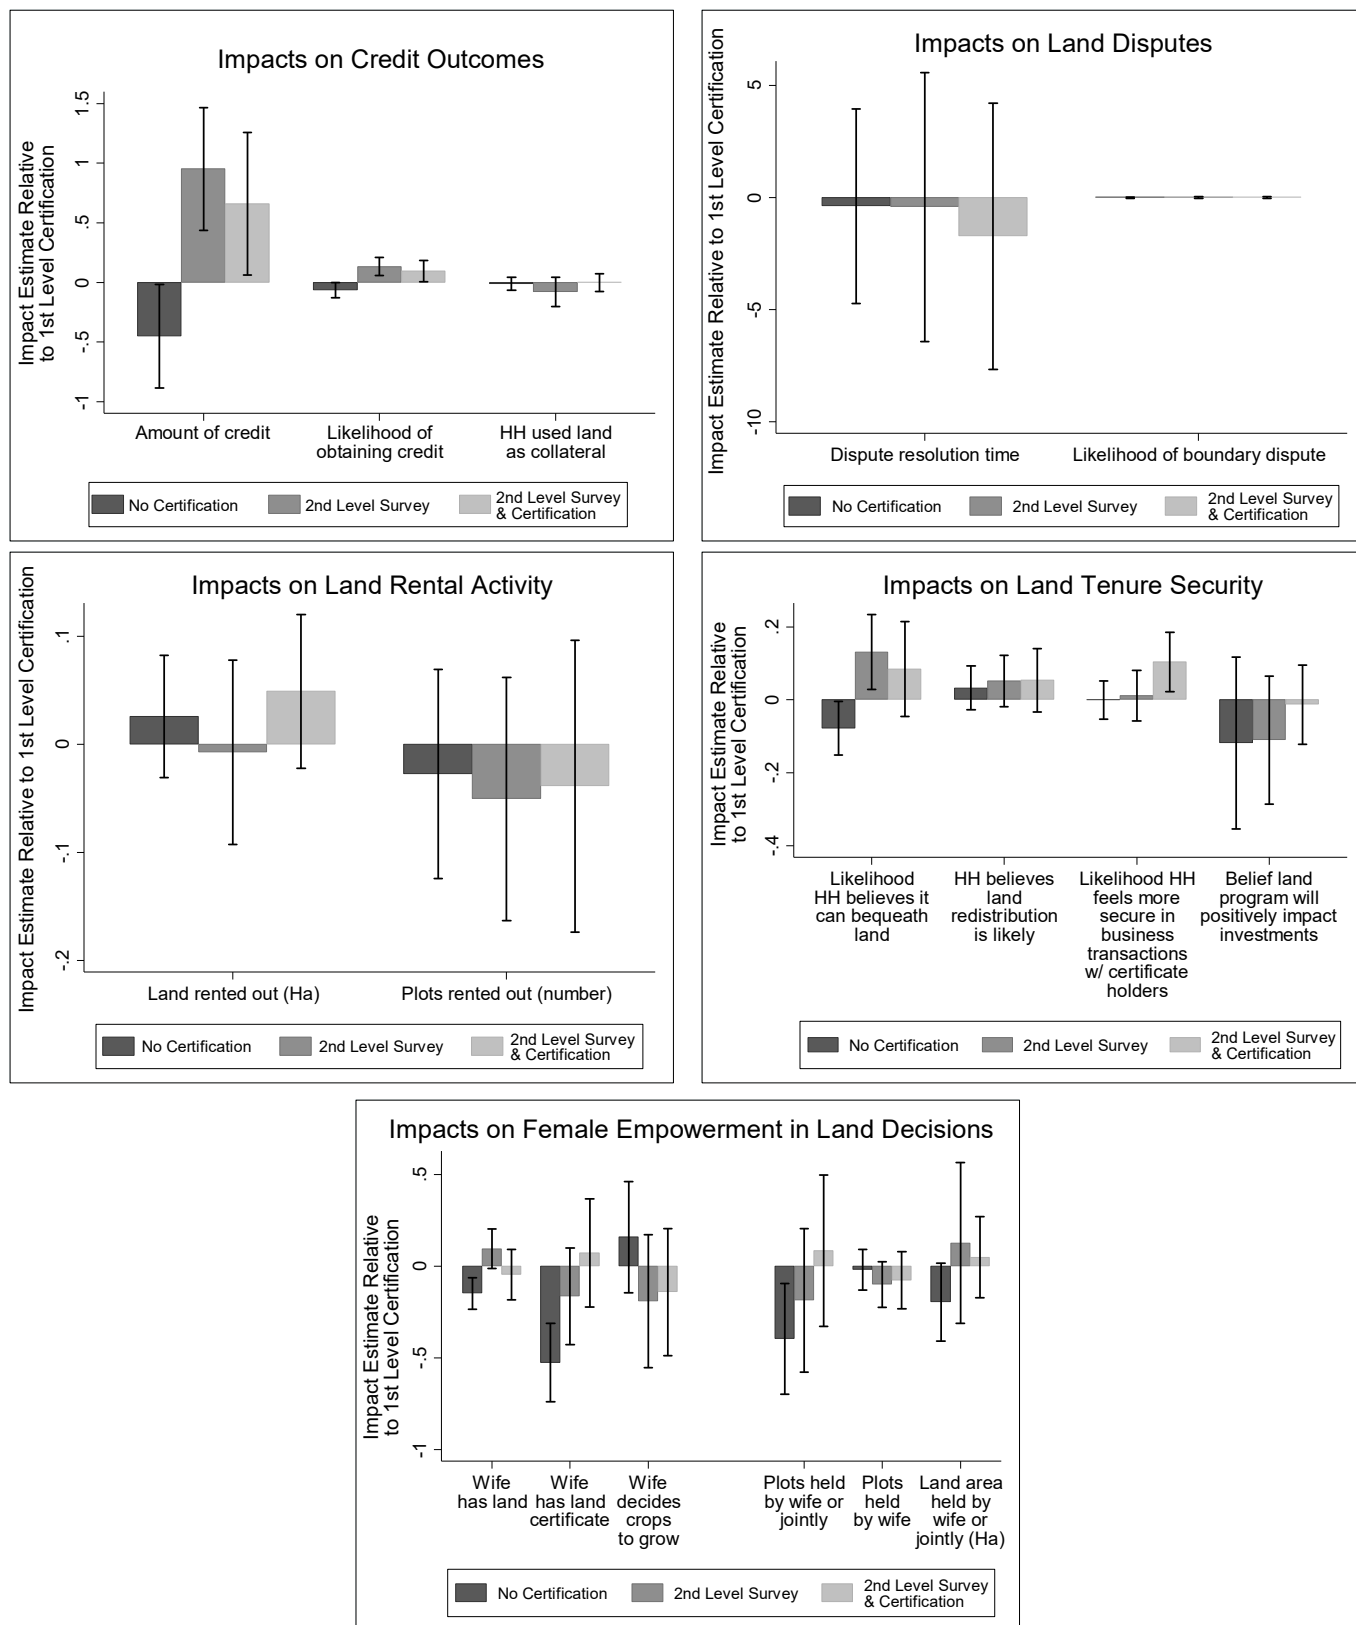 Impacts on Credit Outcomes
Impact Estimate Relative
to 1st Level Certification
1.5
1
.5
0
-.5
-1
Amount of credit
Likelihood of
obtaining credit
HH used land
as collateral
No Certification
2nd Level Survey
2nd Level Survey
& Certification
Impacts on Land Disputes
Impact Estimate Relative to 1st Level Certification
5
0
-5
-10
Dispute resolution time
Likelihood of boundary dispute
No Certification
2nd Level Survey
2nd Level Survey
& Certification
Impacts on Land Rental Activity
Impact Estimate Relative to 1st Level Certification
.1
0
-.1
-.2
Land rented out (Ha)
Plots rented out (number)
No Certification
2nd Level Survey
2nd Level Survey
& Certification
Impacts on Land Tenure Security
Impact Estimate Relative
to 1st Level Certification
.2
0
-.2
-.4
Likelihood
HH believes it
can bequeath
land
HH believes
land
redistribution
is likely
Likelihood HH
feels more
secure in
business
transactions
w/ certificate
holders
Belief land
program will
positively impact
investments
No Certification
2nd Level Survey
2nd Level Survey
& Certification
Impacts on Female Empowerment in Land Decisions
Impact Estimate Relative
to 1st Level Certification
.5
0
-.5
-1
Wife
has land
Wife
has land
certificate
Wife
decides
crops
to grow
Plots held
by wife or
jointly
Plots
held
by wife
Land area
held by
wife or
jointly (Ha)
No Certification
2nd Level Survey
2nd Level Survey
& Certification